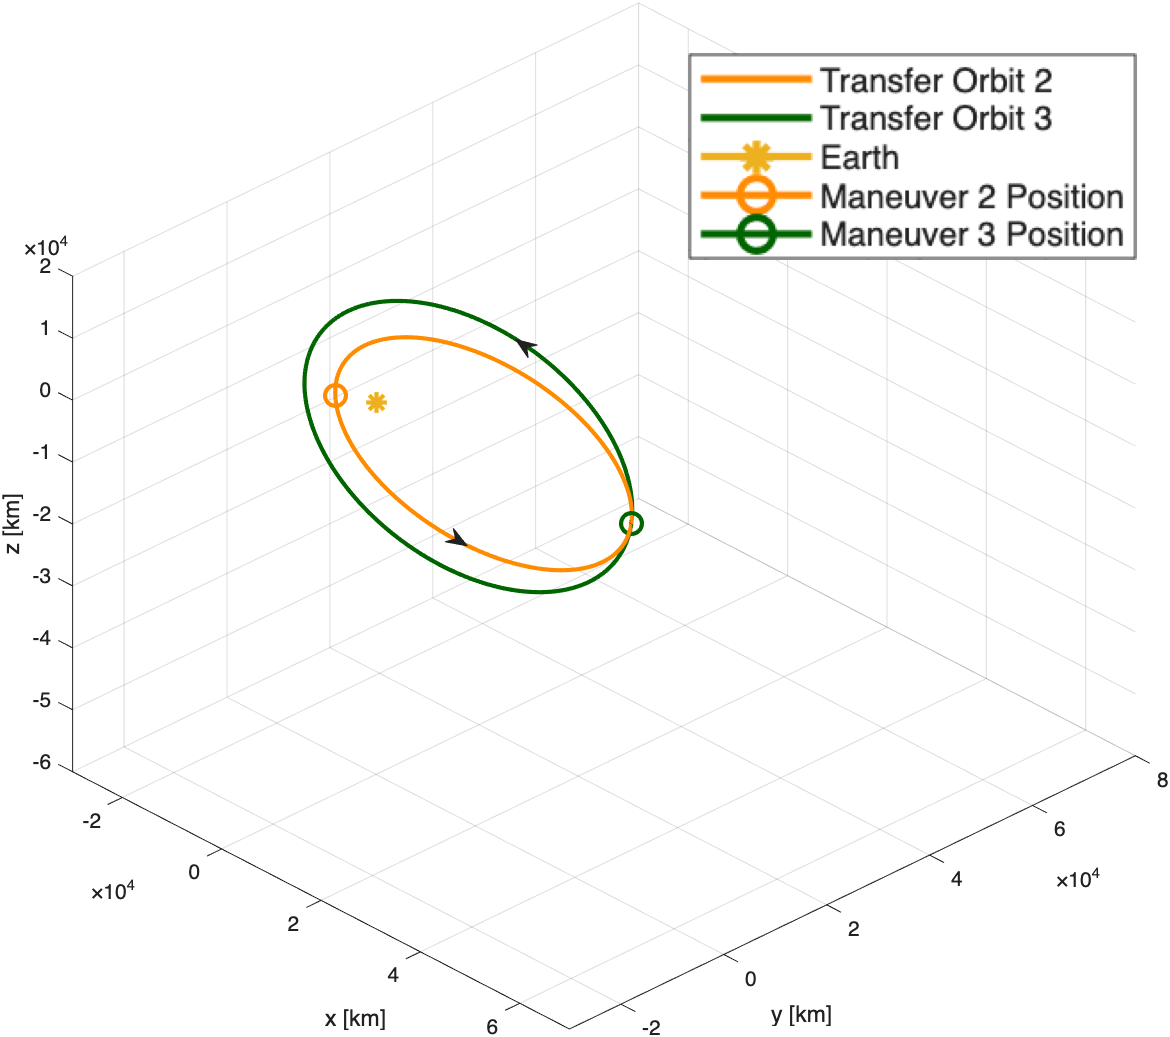 Transfer Orbit 2
Transfer Orbit 3
Earth
Maneuver 2 Position
Maneuver 3 Position
×10⁴
2
1
0
-1
-2
-3
-4
-5
-6
z [km]
-2
0
2
4
6
×10⁴
x [km]
-2
0
2
4
6
8
×10⁴
y [km]